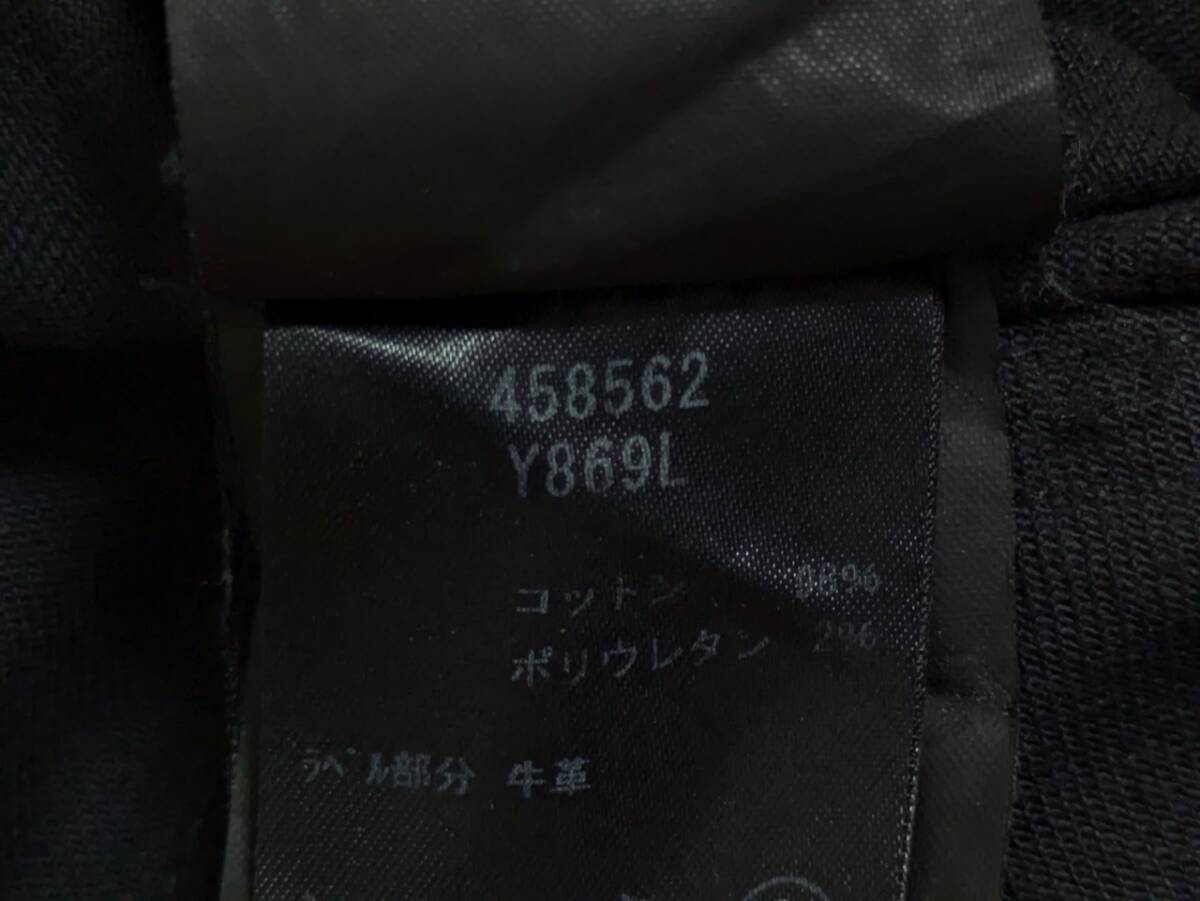 458562
Y869L
コットン 98%
ポリウレタン 2%
ﾗﾍﾞﾙ部分 牛革